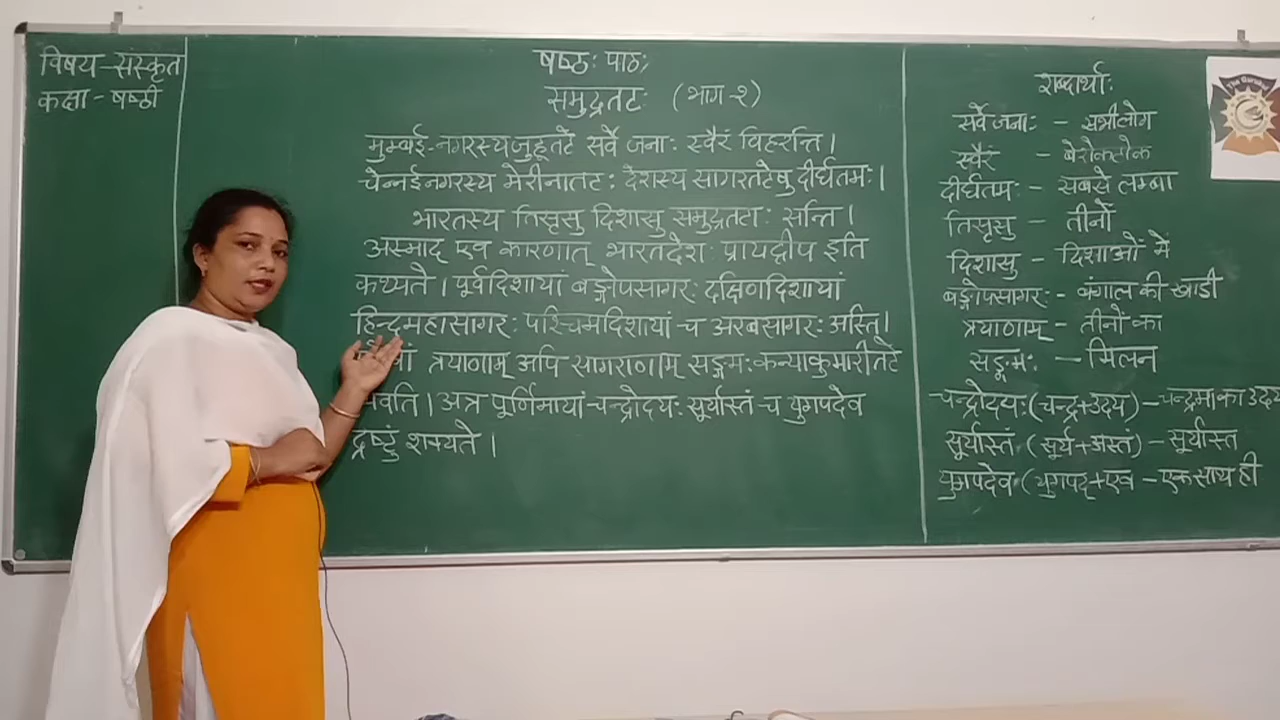 विषय - संस्कृत
कक्षा - षष्ठी
षष्ठः पाठः
समुद्रतटः (भाग-२)
मुम्बई-नगरस्य जुहूतटे सर्वे जनाः स्वैरं विहरन्ति।
चेन्नईनगरस्य मेरीनातटः देशस्य सागरतटेषु दीर्घतमः।
भारतस्य तिसृसु दिशासु समुद्रतटाः सन्ति।
अस्माद् एव कारणात् भारतदेशः प्रायद्वीप इति
कथ्यते। पूर्वदिशायां बङ्गोपसागरः दक्षिणदिशायां
हिन्दमहासागरः पश्चिमदिशायां च अरबसागरः अस्ति।
त्रयाणाम् अपि सागराणाम् सङ्गमः कन्याकुमारीतटे
अत्र पूर्णिमायां चन्द्रोदयः सूर्यास्तं च युगपदेव
द्रष्टुं शक्यते।
शब्दार्थाः
सर्वे जनाः - सभी लोग
स्वैरं - बेरोकटोक
दीर्घतमः - सबसे लम्बा
तिसृसु - तीनों
दिशासु - दिशाओं में
बङ्गोपसागरः - बंगाल की खाडी
त्रयाणाम् - तीनों का
सङ्गमः - मिलन
चन्द्रोदयः (चन्द्र+उदय) - चन्द्रमा का उदय
सूर्यास्तं (सूर्य+अस्तं) - सूर्यास्त
युगपदेव (युगपद्+एव - एक साथ ही